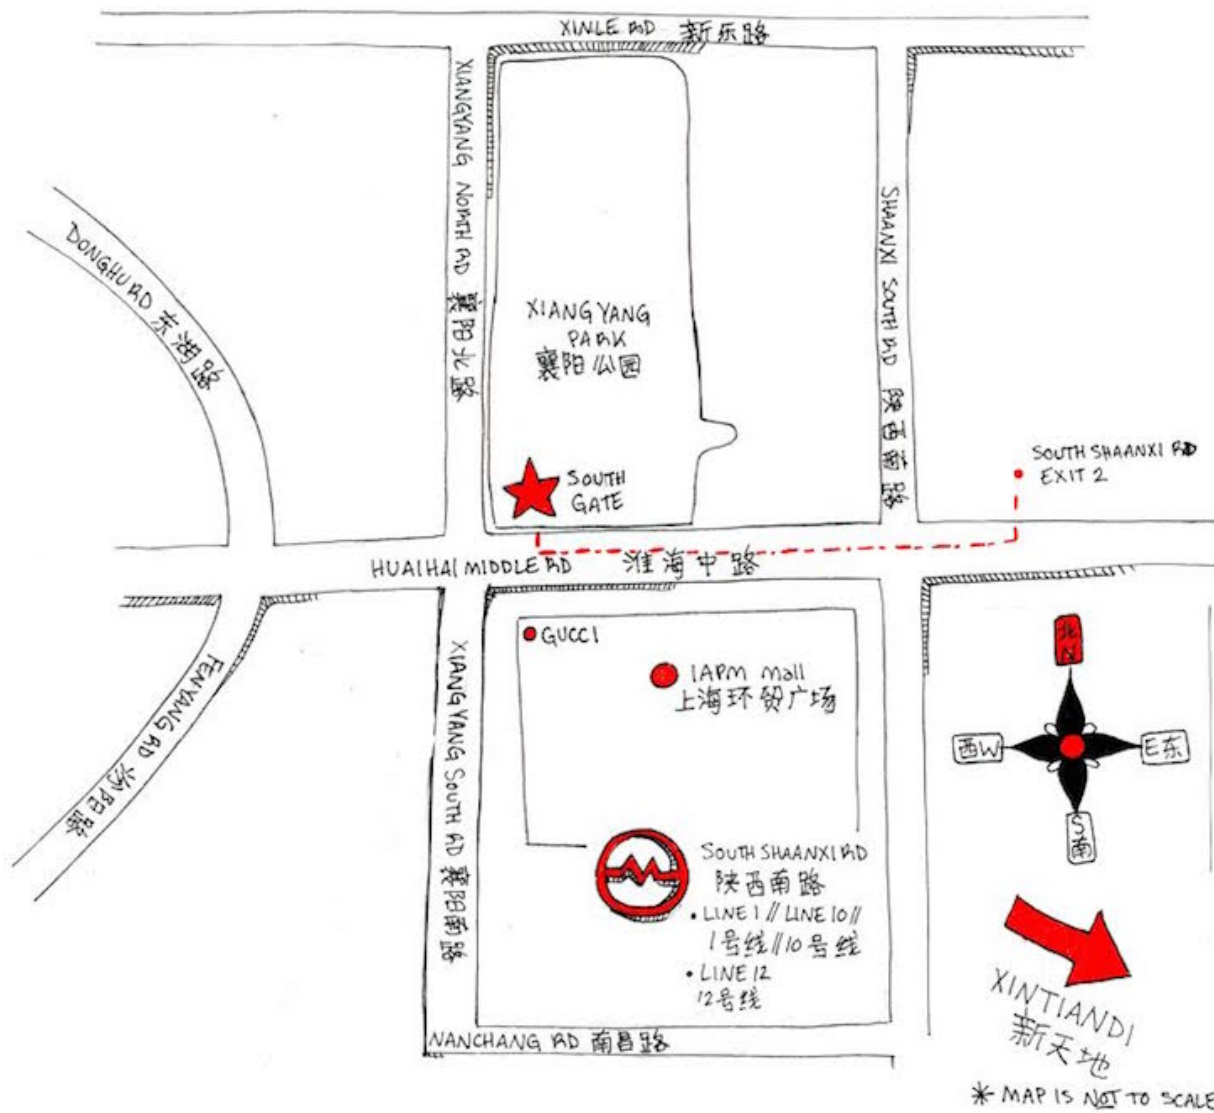 XINLE RD 新乐路
XIANGYANG NORTH RD 襄阳北路
DONGHU RD 东湖路
SHAANXI SOUTH RD 陕西南路
XIANGYANG
PARK
襄阳公园
SOUTH
GATE
SOUTH SHAANXI RD
EXIT 2
HUAIHAI MIDDLE RD 淮海中路
FENYANG RD 汾阳路
XIANGYANG SOUTH RD 襄阳南路
GUCCI
IAPM mall
上海环贸广场
SOUTH SHAANXI RD
陕西南路
• LINE 1 // LINE 10 //
1号线//10号线
• LINE 12
12号线
NANCHANG RD 南昌路
北N
西W
E东
S南
XINTIANDI
新天地
* MAP IS NOT TO SCALE